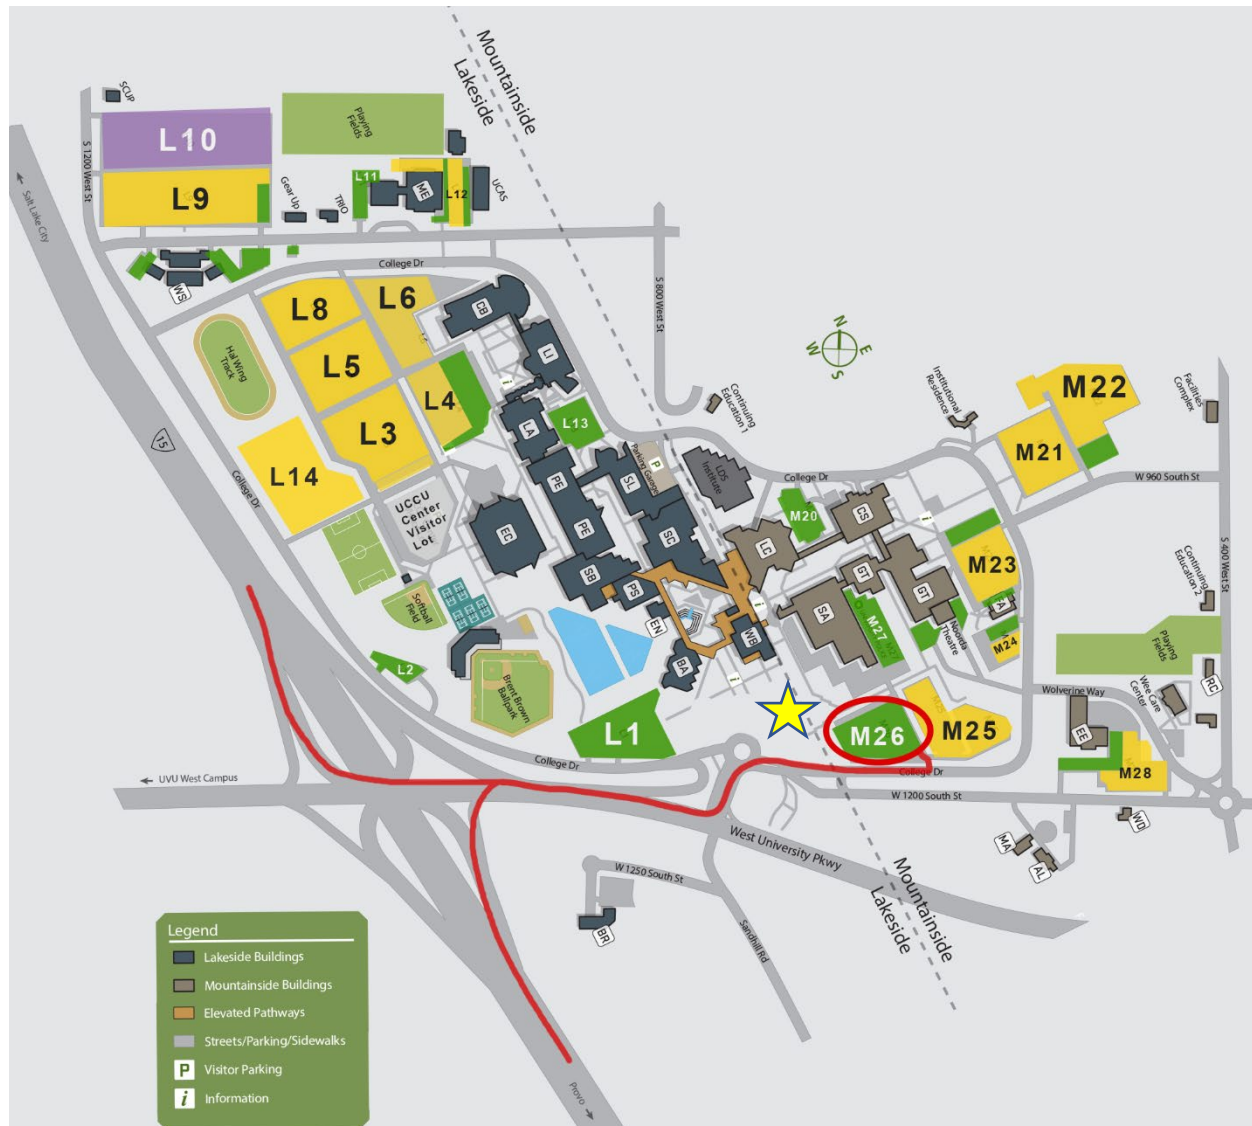 Mountainside
Lakeside
SCUP
S 1200 West St
L10
Playing
Fields
L9
Gear Up
TRIO
L11
ME
L12
UCAS
Salt Lake City
WS
College Dr
L8
L6
CB
LI
L5
Hal Wing
Track
L4
L3
LA
L13
i
S 800 West St
N
E
S
W
Continuing
Education 1
Institutional
Residence
M22
Facilities
Complex
M21
W 960 South St
15
L14
College Dr
UCCU
Center
Visitor
Lot
PE
PE
SL
Parking Garage
P
LDS
Institute
College Dr
M20
CS
i
EC
SC
LC
M23
S 400 West St
Continuing
Education 2
SB
PS
EN
GT
GT
SA
M27
FA
M24
Noorda
Theatre
Softball
Field
WB
BA
i
i
Playing
Fields
RC
L2
Brent Brown
Ballpark
L1
M26
M25
Wolverine Way
Wee Care
Center
EE
M28
College Dr
College Dr
UVU West Campus
W 1200 South St
WD
West University Pkwy
MA
AL
W 1250 South St
Sandhill Rd
BR
Mountainside
Lakeside
Provo
Legend
Lakeside Buildings
Mountainside Buildings
Elevated Pathways
Streets/Parking/Sidewalks
P Visitor Parking
i Information